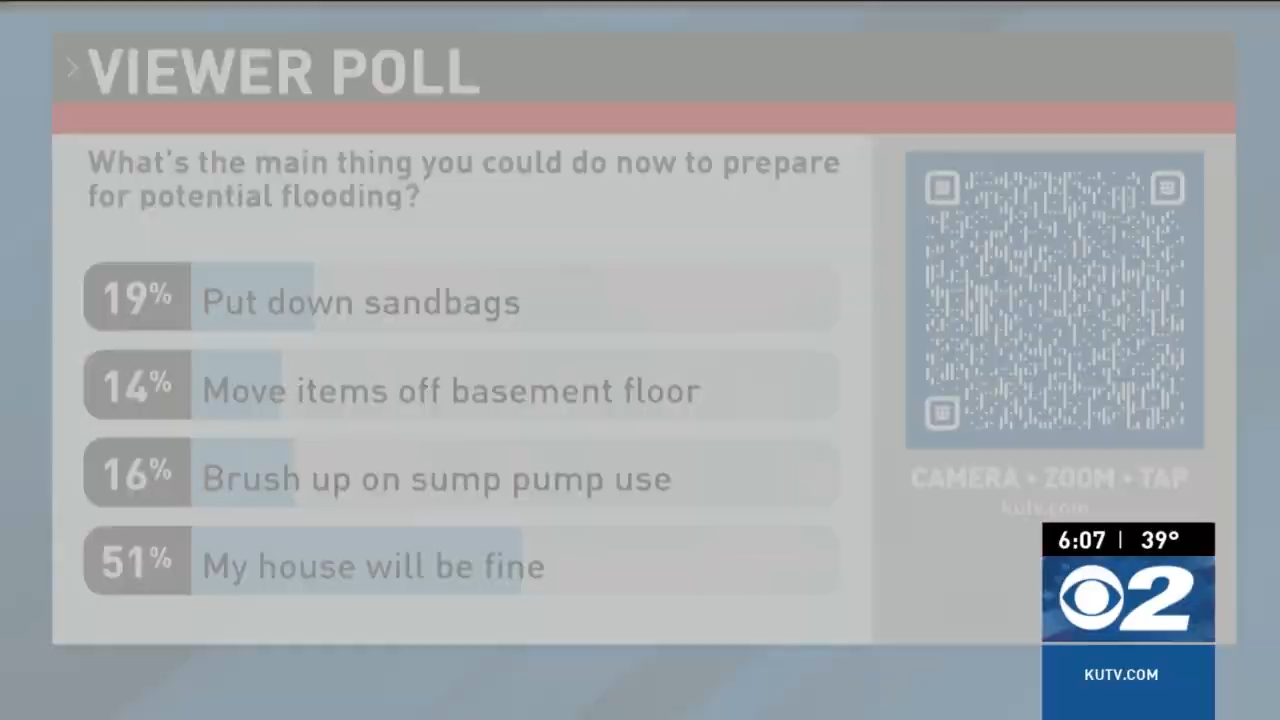 VIEWER POLL
What's the main thing you could do now to prepare
for potential flooding?
19% Put down sandbags
14% Move items off basement floor
16% Brush up on sump pump use
51% My house will be fine
CAMERA • ZOOM • TAP
kutv.com
6:07 | 39°
2
KUTV.COM